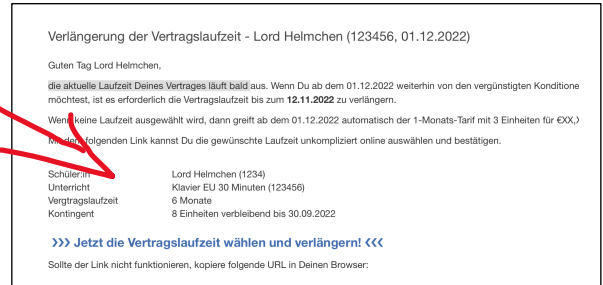 Verlängerung der Vertragslaufzeit - Lord Helmchen (123456, 01.12.2022)
Guten Tag Lord Helmchen,
die aktuelle Laufzeit Deines Vertrages läuft bald aus. Wenn Du ab dem 01.12.2022 weiterhin von den vergünstigten Konditione
möchtest, ist es erforderlich die Vertragslaufzeit bis zum 12.11.2022 zu verlängern.
Wenn keine Laufzeit ausgewählt wird, dann greift ab dem 01.12.2022 automatisch der 1-Monats-Tarif mit 3 Einheiten für €XX,
folgenden Link kannst Du die gewünschte Laufzeit unkompliziert online auswählen und bestätigen.
Schüler:in Lord Helmchen (1234)
Unterricht Klavier EU 30 Minuten (123456)
Vergtragslaufzeit 6 Monate
Kontingent 8 Einheiten verbleibend bis 30.09.2022
❯❯❯ Jetzt die Vertragslaufzeit wählen und verlängern! ❮❮❮
Sollte der Link nicht funktionieren, kopiere folgende URL in Deinen Browser: